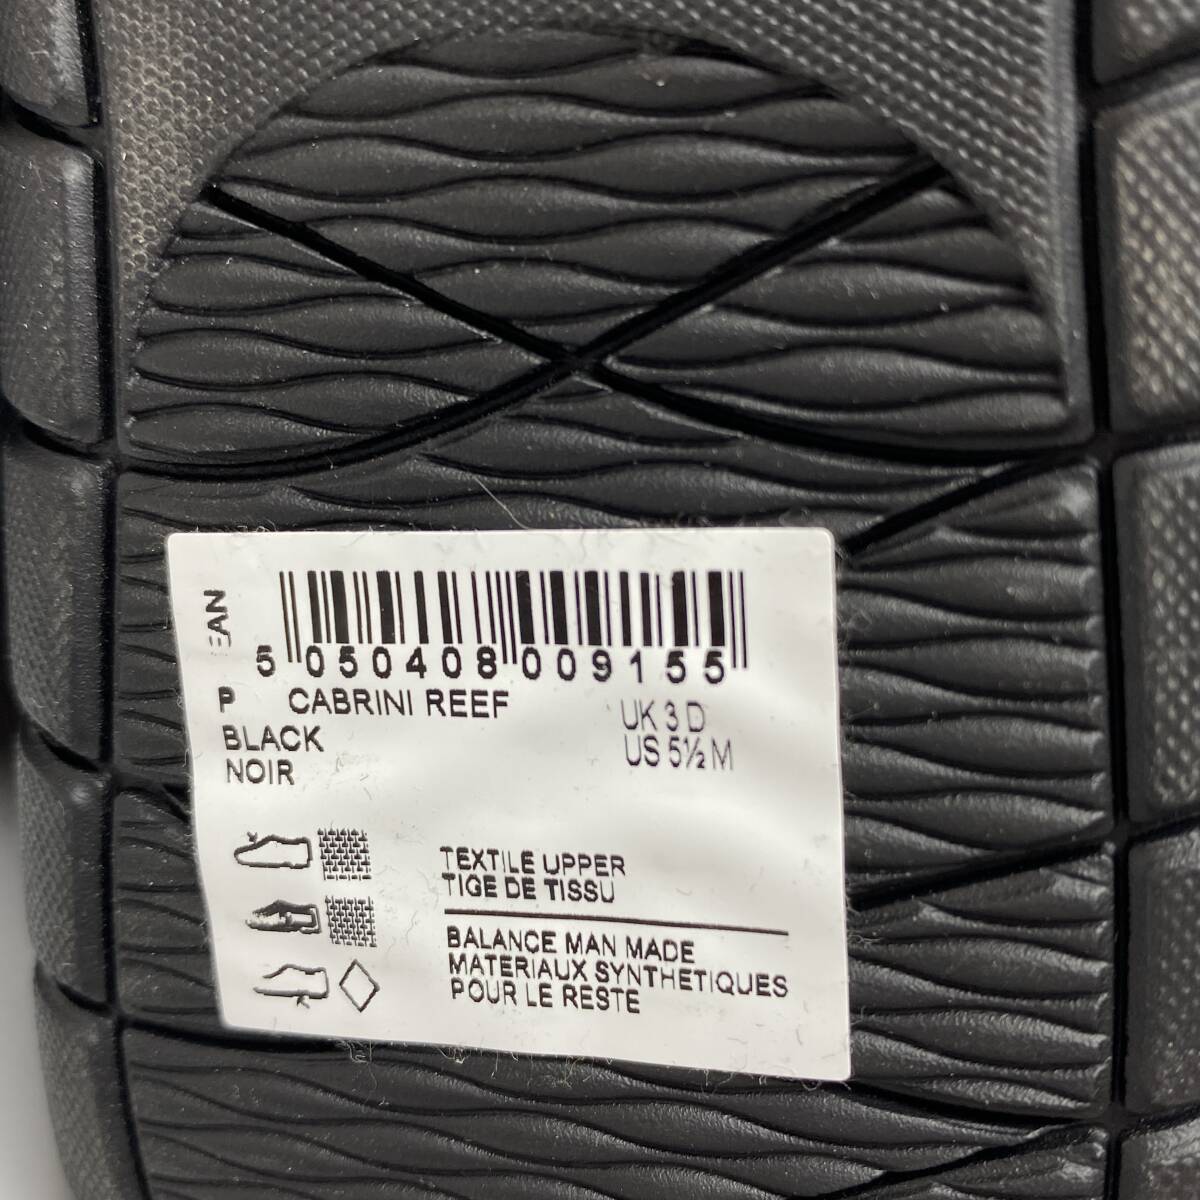 EAN
5 050408 009155
P CABRINI REEF
UK 3 D
BLACK
US 5½ M
NOIR
TEXTILE UPPER
TIGE DE TISSU
BALANCE MAN MADE
MATERIAUX SYNTHETIQUES
POUR LE RESTE